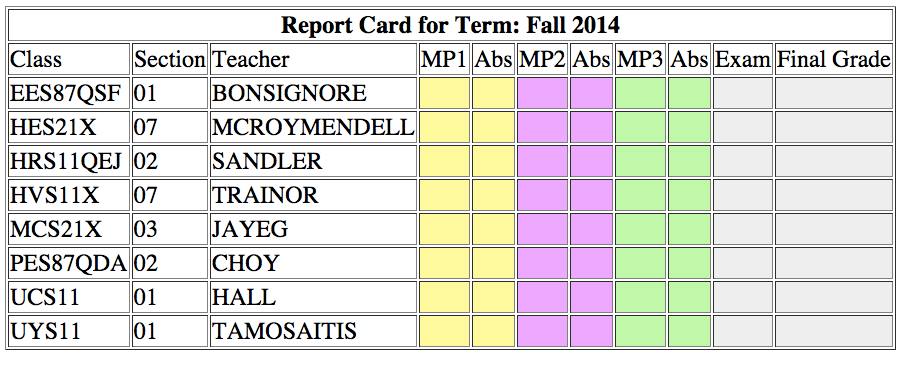 Report Card for Term: Fall 2014
Class Section Teacher MP1 Abs MP2 Abs MP3 Abs Exam Final Grade
EES87QSF 01 BONSIGNORE
HES21X 07 MCROYMENDELL
HRS11QEJ 02 SANDLER
HVS11X 07 TRAINOR
MCS21X 03 JAYEG
PES87QDA 02 CHOY
UCS11 01 HALL
UYS11 01 TAMOSAITIS